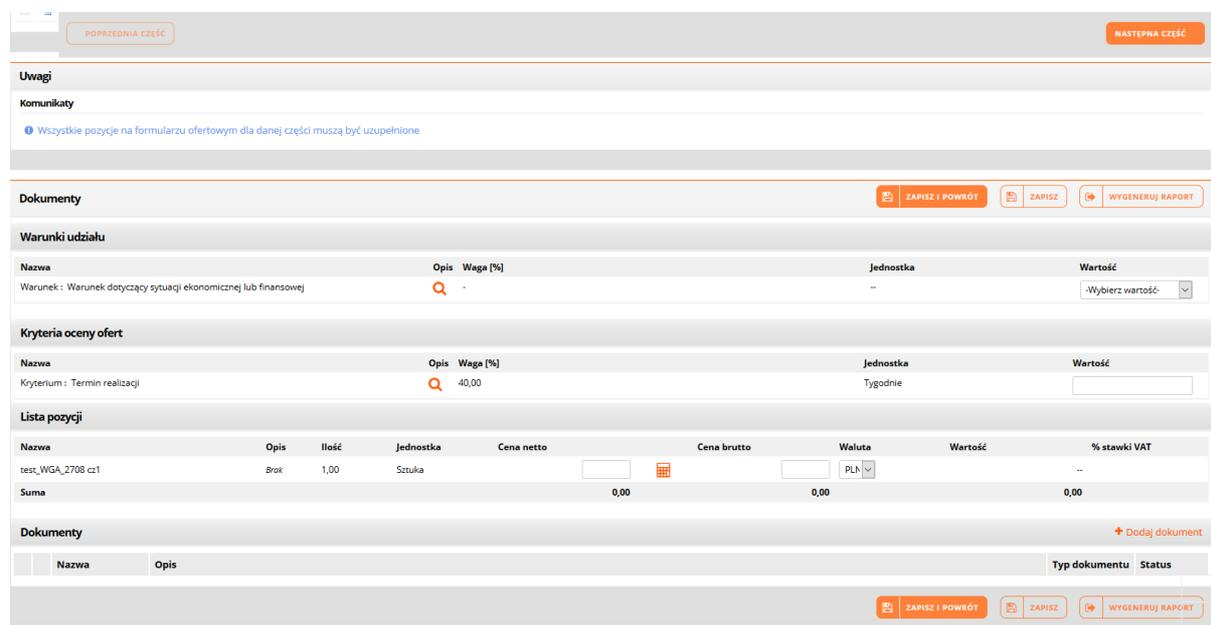 POPRZEDNIA CZĘŚĆ NASTĘPNA CZĘŚĆ
Uwagi
Komunikaty
Wszystkie pozycje na formularzu ofertowym dla danej części muszą być uzupełnione
Dokumenty ZAPISZ I POWRÓT ZAPISZ WYGENERUJ RAPORT
Warunki udziału
Nazwa Opis Waga [%] Jednostka Wartość
Warunek : Warunek dotyczący sytuacji ekonomicznej lub finansowej - -- -Wybierz wartość-
Kryteria oceny ofert
Nazwa Opis Waga [%] Jednostka Wartość
Kryterium : Termin realizacji 40,00 Tygodnie
Lista pozycji
Nazwa Opis Ilość Jednostka Cena netto Cena brutto Waluta Wartość % stawki VAT
test_WGA_2708 cz1 Brak 1,00 Sztuka PLN --
Suma 0,00 0,00 0,00
Dokumenty + Dodaj dokument
Nazwa Opis Typ dokumentu Status
ZAPISZ I POWRÓT ZAPISZ WYGENERUJ RAPORT